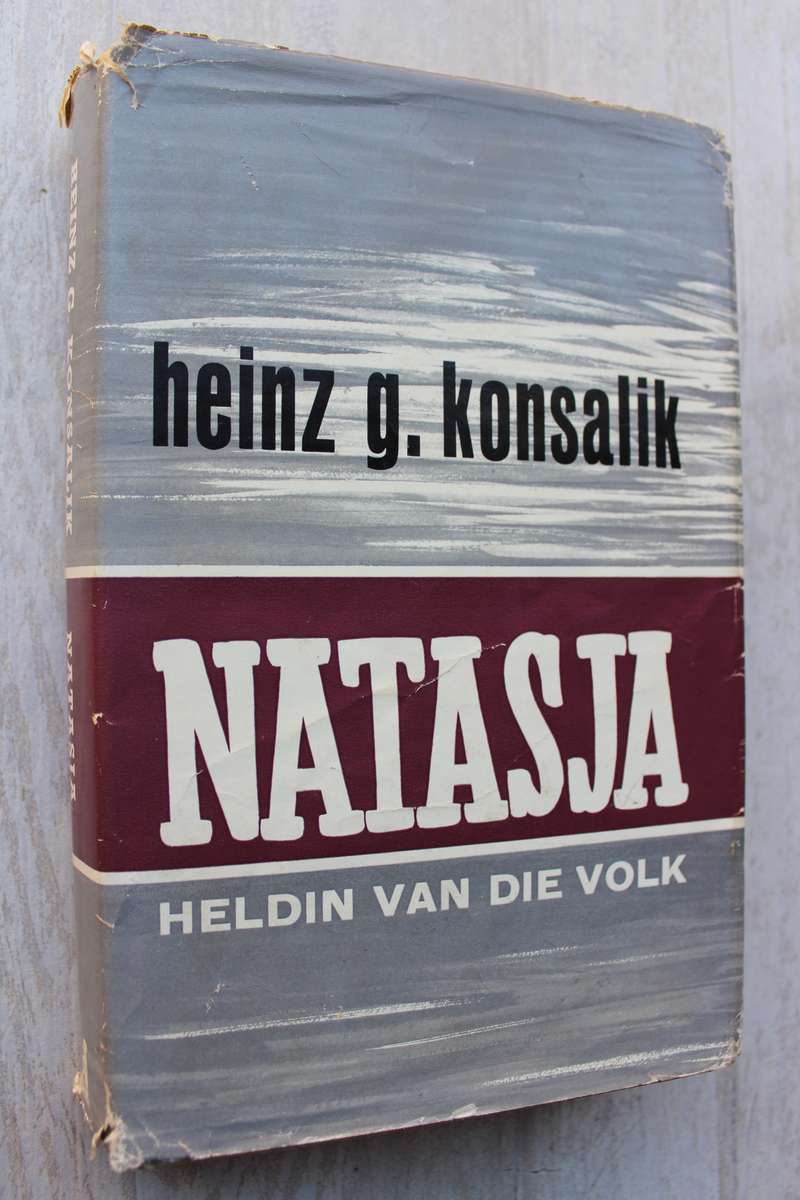 heinz g. konsalik
NATASJA
HELDIN VAN DIE VOLK
HEINZ G. KONSALIK
NATASJA